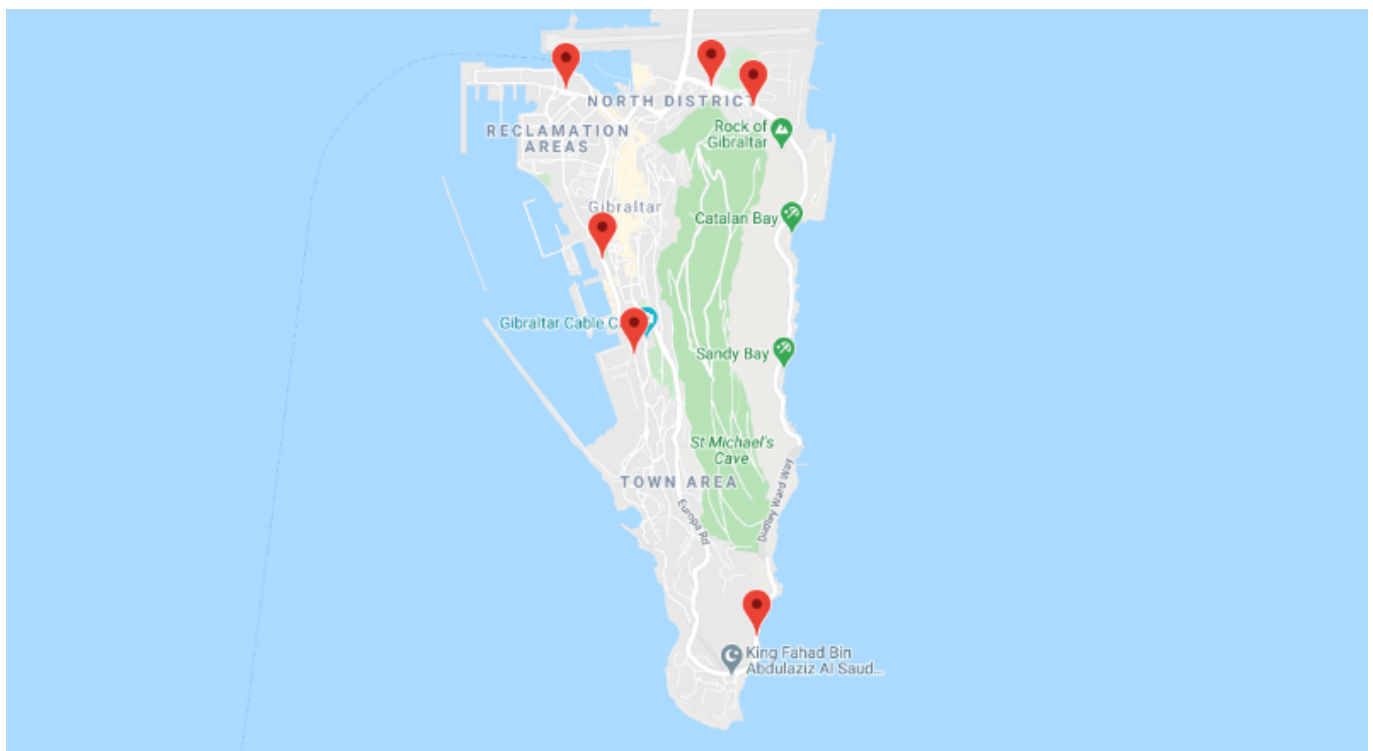 NORTH DISTRICT
RECLAMATION
AREAS
Rock of
Gibraltar
Gibraltar
Catalan Bay
Gibraltar Cable C
Sandy Bay
St Michael's
Cave
TOWN AREA
Europa Rd
Dudley Ward Way
King Fahad Bin
Abdulaziz Al Saud...